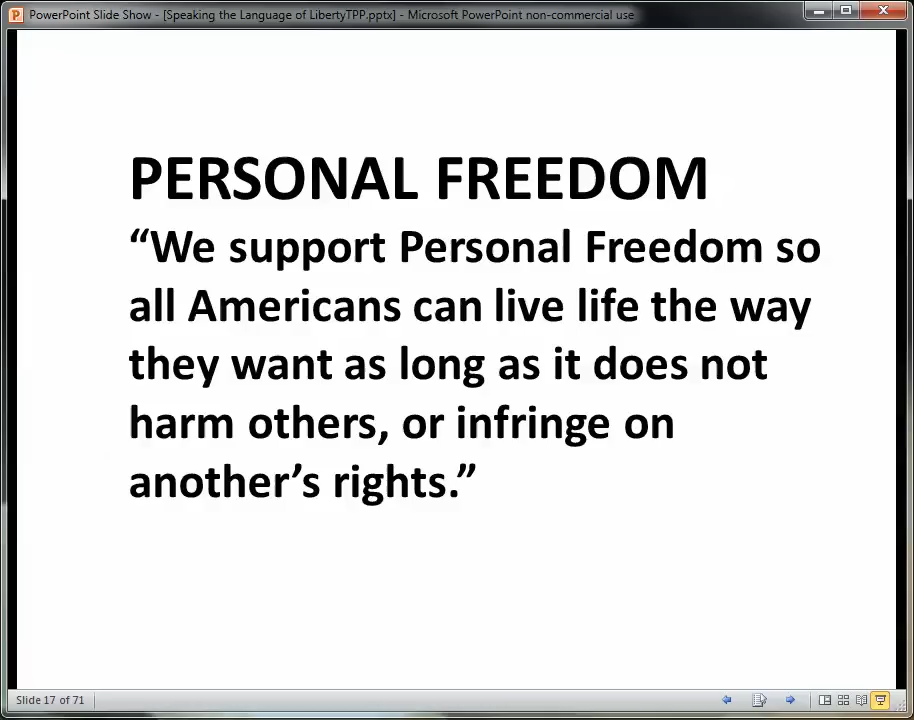 PowerPoint Slide Show - [Speaking the Language of LibertyTPP.pptx] - Microsoft PowerPoint non-commercial use
PERSONAL FREEDOM
“We support Personal Freedom so
all Americans can live life the way
they want as long as it does not
harm others, or infringe on
another’s rights.”
Slide 17 of 71